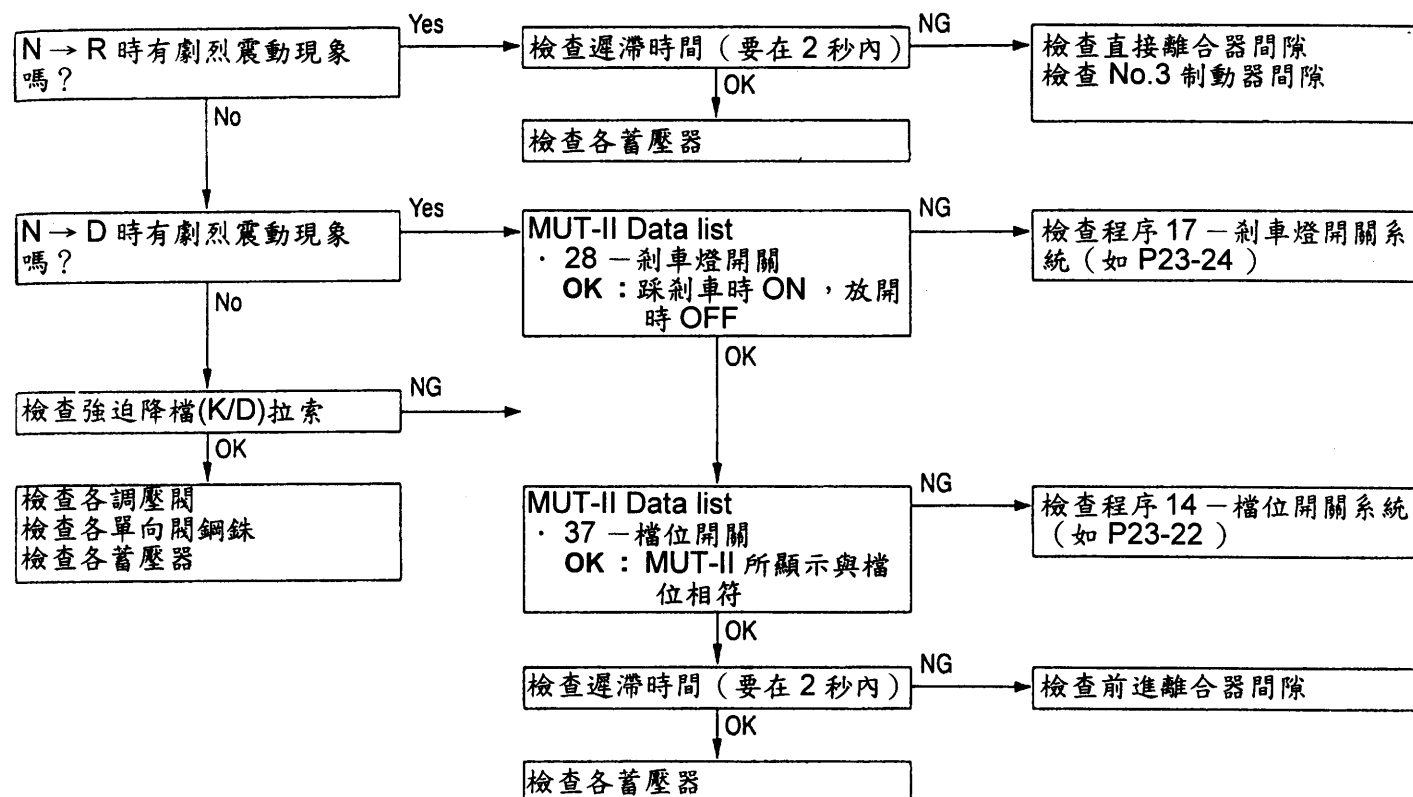 N → R 時有劇烈震動現象
嗎？
Yes
檢查遲滯時間（要在 2 秒內）
NG
檢查直接離合器間隙
檢查 No.3 制動器間隙
OK
檢查各蓄壓器
No
N → D 時有劇烈震動現象
嗎？
Yes
MUT-II Data list
· 28 －剎車燈開關
OK ：踩剎車時 ON ，放開
時 OFF
NG
檢查程序 17 －剎車燈開關系
統（如 P23-24 ）
No
OK
檢查強迫降檔(K/D)拉索
NG
OK
檢查各調壓閥
檢查各單向閥鋼銖
檢查各蓄壓器
MUT-II Data list
· 37 －檔位開關
OK ： MUT-II 所顯示與檔
位相符
NG
檢查程序 14 －檔位開關系統
（如 P23-22 ）
OK
檢查遲滯時間（要在 2 秒內）
NG
檢查前進離合器間隙
OK
檢查各蓄壓器